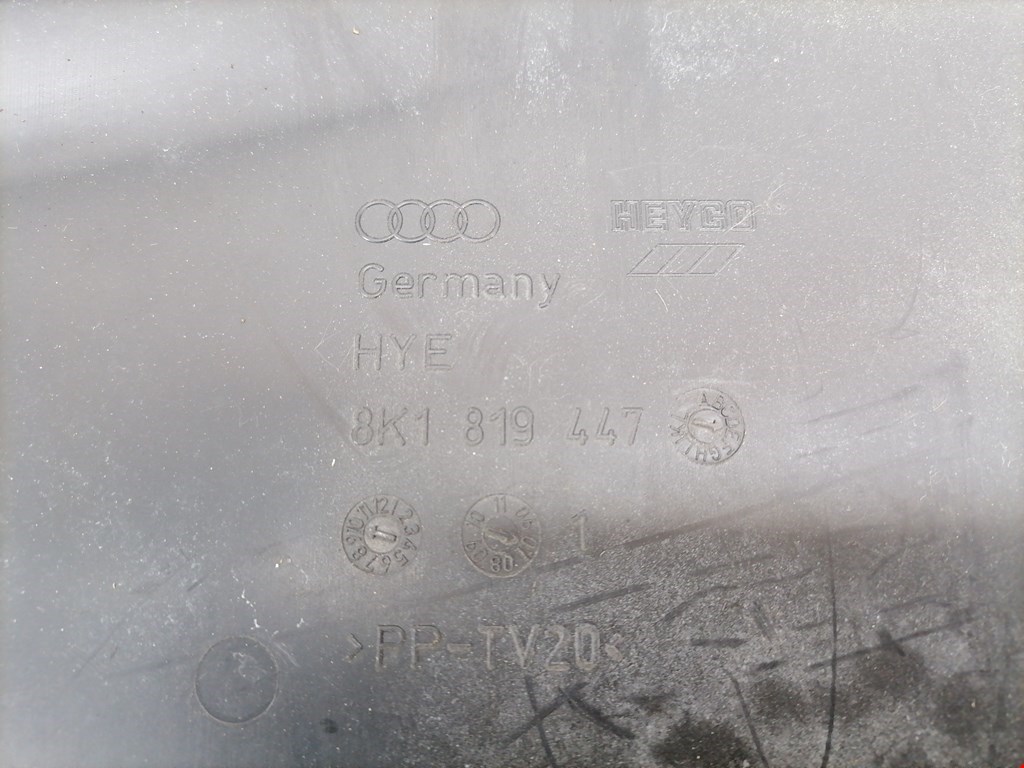 HEYCO
Germany
HYE
8K1 819 447
1
>PP-TV20<